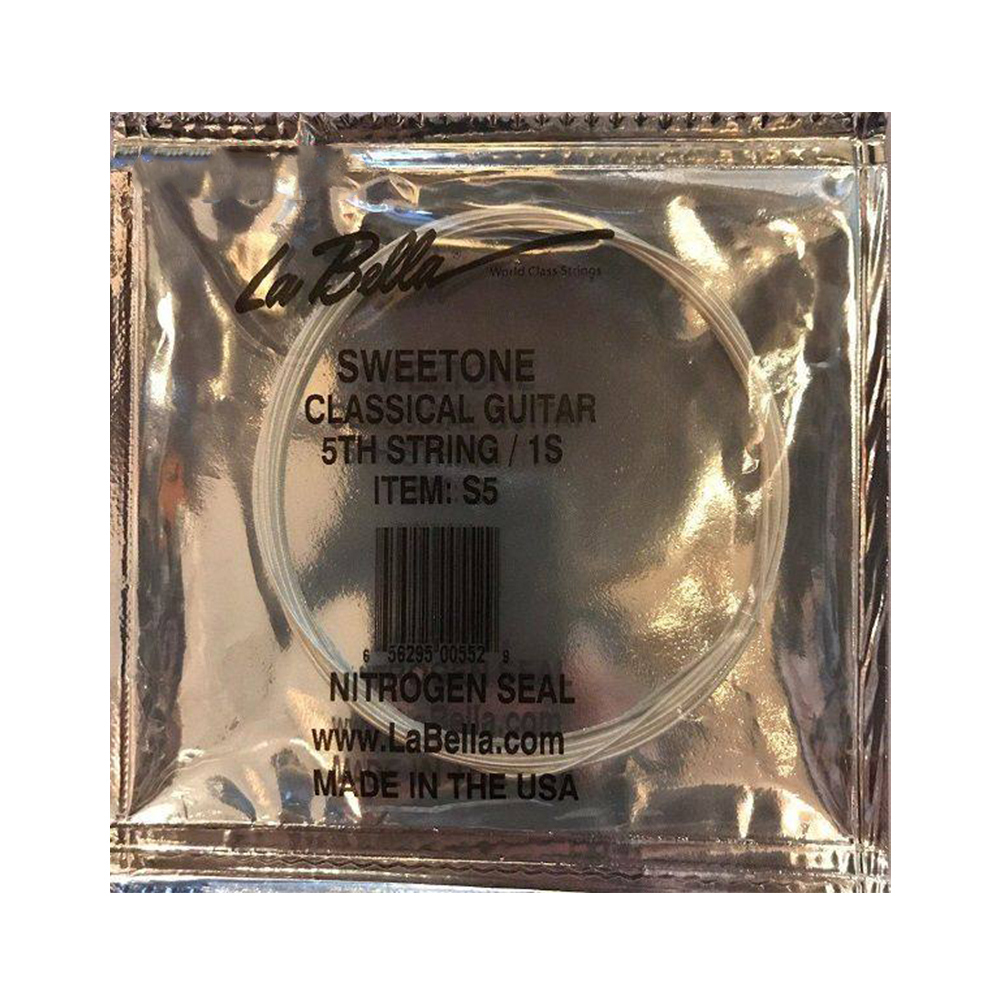 La Bella
World Class Strings
SWEETONE
CLASSICAL GUITAR
5TH STRING / 1S
ITEM: S5
6 56295 00552 9
NITROGEN SEAL
www.LaBella.com
MADE IN THE USA